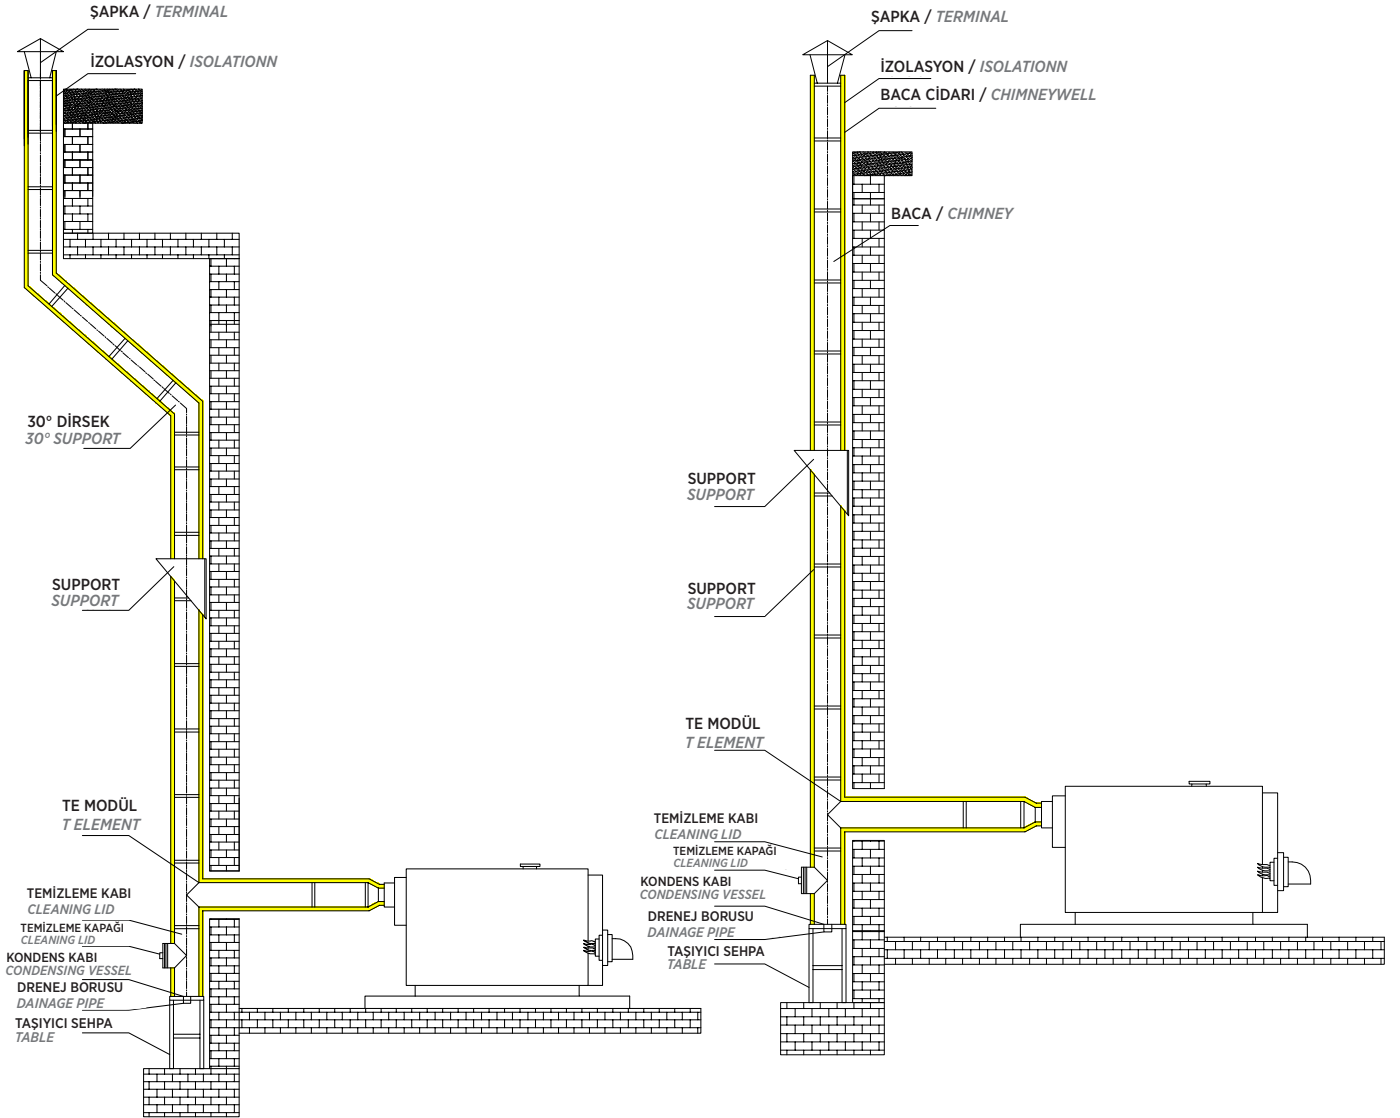 ŞAPKA / TERMINAL
İZOLASYON / ISOLATIONN
30° DİRSEK
30° SUPPORT
SUPPORT
SUPPORT
TE MODÜL
T ELEMENT
TEMİZLEME KABI
CLEANING LID
TEMİZLEME KAPAĞI
CLEANING LID
KONDENS KABI
CONDENSING VESSEL
DRENEJ BORUSU
DAINAGE PIPE
TAŞIYICI SEHPA
TABLE
ŞAPKA / TERMINAL
İZOLASYON / ISOLATIONN
BACA CİDARI / CHIMNEYWELL
BACA / CHIMNEY
SUPPORT
SUPPORT
SUPPORT
SUPPORT
TE MODÜL
T ELEMENT
TEMİZLEME KABI
CLEANING LID
TEMİZLEME KAPAĞI
CLEANING LID
KONDENS KABI
CONDENSING VESSEL
DRENEJ BORUSU
DAINAGE PIPE
TAŞIYICI SEHPA
TABLE